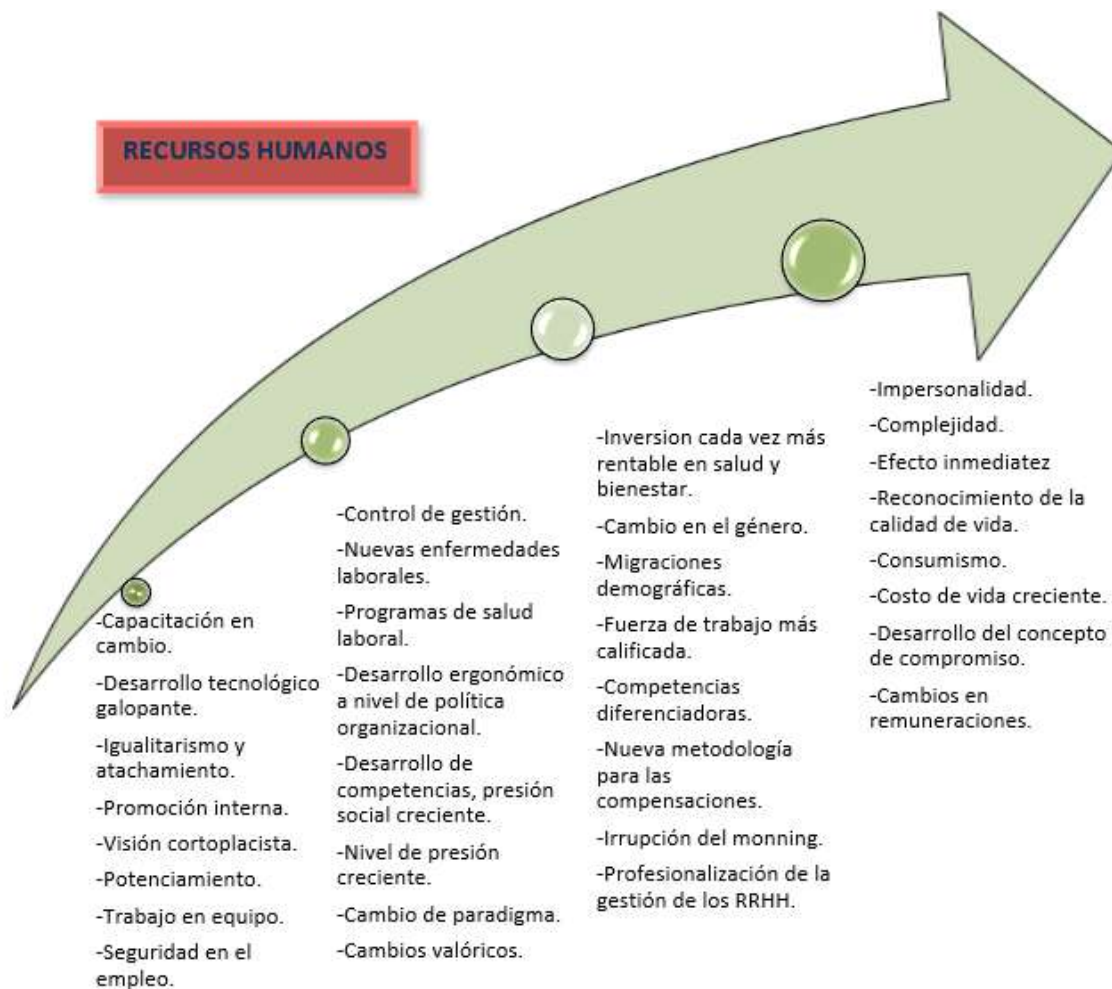 RECURSOS HUMANOS
-Capacitación en
cambio.
-Desarrollo tecnológico
galopante.
-Igualitarismo y
atachamiento.
-Promoción interna.
-Visión cortoplacista.
-Potenciamiento.
-Trabajo en equipo.
-Seguridad en el
empleo.
-Control de gestión.
-Nuevas enfermedades
laborales.
-Programas de salud
laboral.
-Desarrollo ergonómico
a nivel de política
organizacional.
-Desarrollo de
competencias, presión
social creciente.
-Nivel de presión
creciente.
-Cambio de paradigma.
-Cambios valóricos.
-Inversion cada vez más
rentable en salud y
bienestar.
-Cambio en el género.
-Migraciones
demográficas.
-Fuerza de trabajo más
calificada.
-Competencias
diferenciadoras.
-Nueva metodología
para las
compensaciones.
-Irrupción del monning.
-Profesionalización de la
gestión de los RRHH.
-Impersonalidad.
-Complejidad.
-Efecto inmediatez
-Reconocimiento de la
calidad de vida.
-Consumismo.
-Costo de vida creciente.
-Desarrollo del concepto
de compromiso.
-Cambios en
remuneraciones.